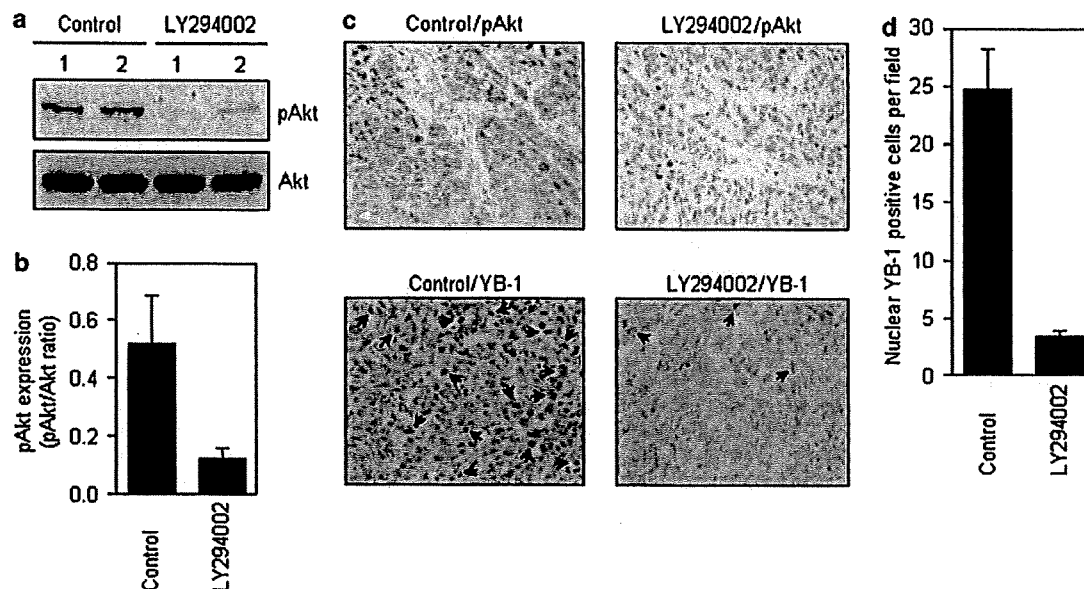 a
Control LY294002
1 2 1 2
pAkt
Akt
b
pAkt expression
(pAkt/Akt ratio)
0.8
0.6
0.4
0.2
0.0
Control
LY294002
c
Control/pAkt
LY294002/pAkt
Control/YB-1
LY294002/YB-1
d
Nuclear YB-1 positive cells per field
30
25
20
15
10
5
0
Control
LY294002